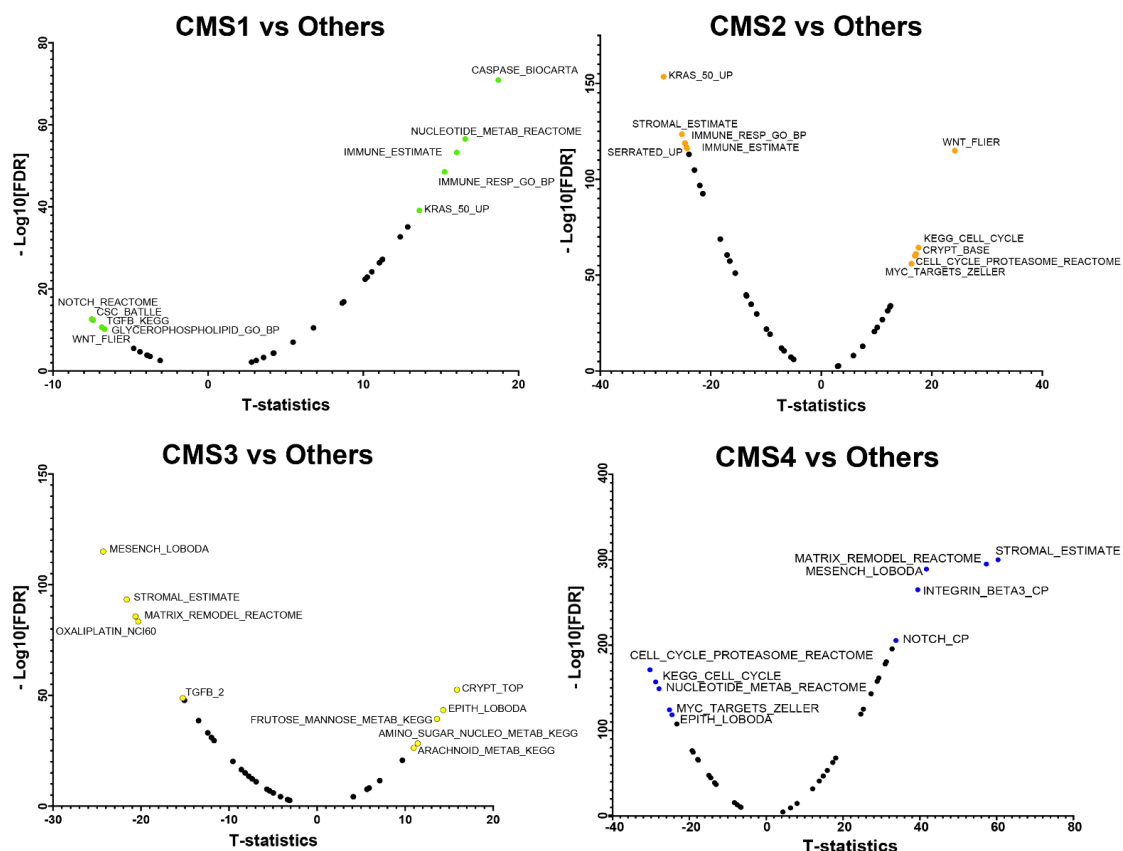 CMS1 vs Others
80
60
40
20
0
- Log10[FDR]
CASPASE_BIOCARTA
NUCLEOTIDE_METAB_REACTOME
IMMUNE_ESTIMATE
IMMUNE_RESP_GO_BP
KRAS_50_UP
NOTCH_REACTOME
CSC_BATLLE
TGFB_KEGG
GLYCEROPHOSPHOLIPID_GO_BP
WNT_FLIER
-10 0 10 20
T-statistics
CMS2 vs Others
150
100
50
0
- Log10[FDR]
KRAS_50_UP
STROMAL_ESTIMATE
IMMUNE_RESP_GO_BP
IMMUNE_ESTIMATE
SERRATED_UP
WNT_FLIER
KEGG_CELL_CYCLE
CRYPT_BASE
CELL_CYCLE_PROTEASOME_REACTOME
MYC_TARGETS_ZELLER
-40 -20 0 20 40
T-statistics
CMS3 vs Others
150
100
50
0
- Log10[FDR]
MESENCH_LOBODA
STROMAL_ESTIMATE
MATRIX_REMODEL_REACTOME
OXALIPLATIN_NCI60
TGFB_2
CRYPT_TOP
EPITH_LOBODA
FRUTOSE_MANNOSE_METAB_KEGG
AMINO_SUGAR_NUCLEO_METAB_KEGG
ARACHNOID_METAB_KEGG
-30 -20 -10 0 10 20
T-statistics
CMS4 vs Others
400
300
200
100
0
- Log10[FDR]
STROMAL_ESTIMATE
MATRIX_REMODEL_REACTOME
MESENCH_LOBODA
INTEGRIN_BETA3_CP
NOTCH_CP
CELL_CYCLE_PROTEASOME_REACTOME
KEGG_CELL_CYCLE
NUCLEOTIDE_METAB_REACTOME
MYC_TARGETS_ZELLER
EPITH_LOBODA
-40 -20 0 20 40 60 80
T-statistics